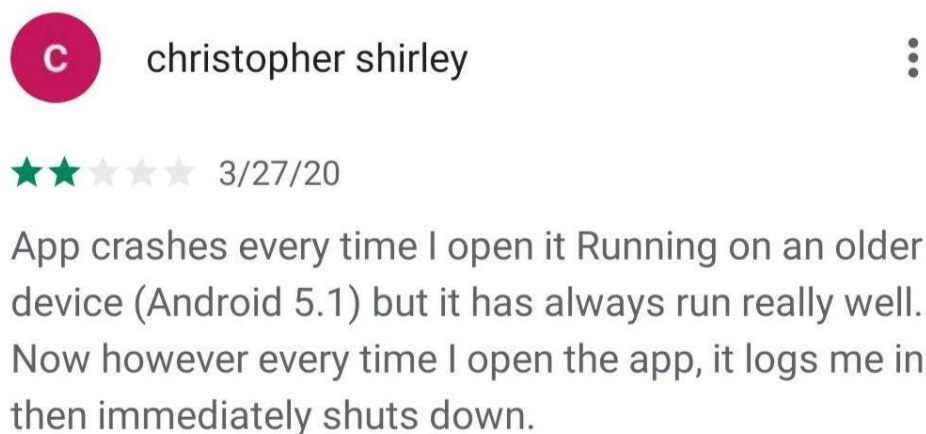 C
christopher shirley
3/27/20
App crashes every time I open it Running on an older
device (Android 5.1) but it has always run really well.
Now however every time I open the app, it logs me in
then immediately shuts down.